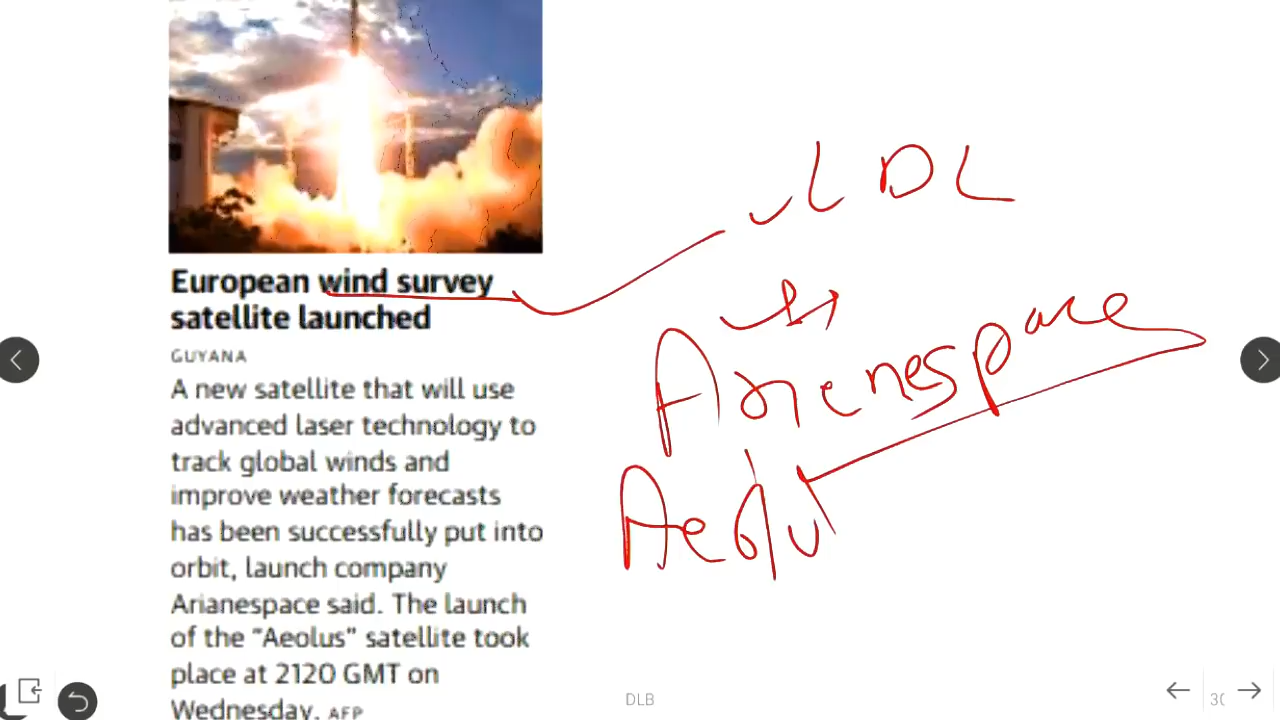 European wind survey
satellite launched
GUYANA
A new satellite that will use
advanced laser technology to
track global winds and
improve weather forecasts
has been successfully put into
orbit, launch company
Arianespace said. The launch
of the “Aeolus” satellite took
place at 2120 GMT on
Wednesday. AFP
LDL
Arienespace
DLB
30